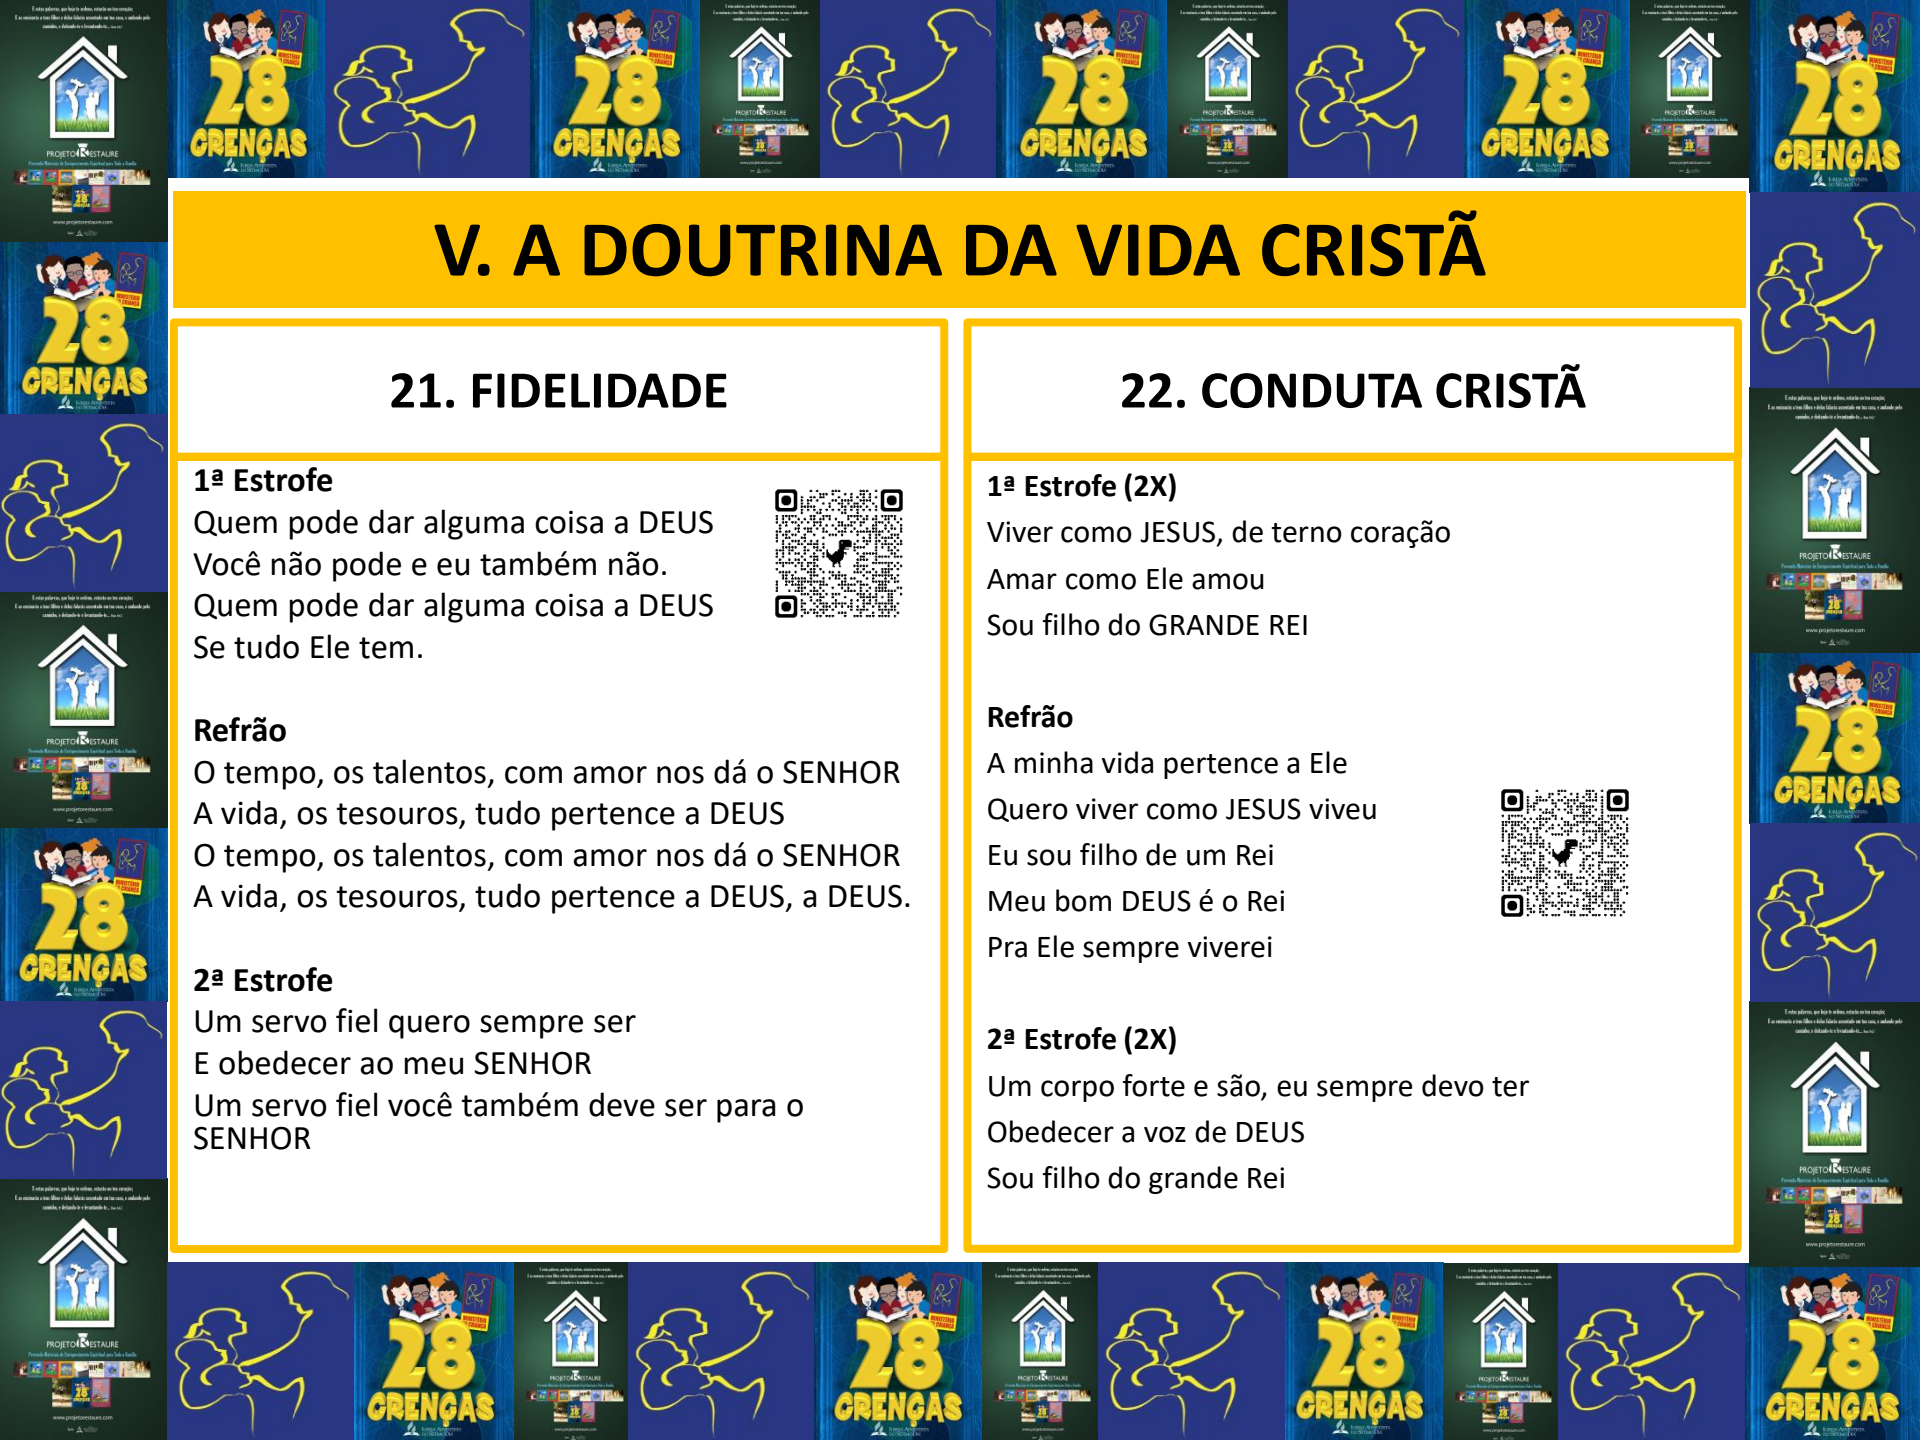 V. A DOUTRINA DA VIDA CRISTÃ
21. FIDELIDADE
1ª Estrofe
Quem pode dar alguma coisa a DEUS
Você não pode e eu também não.
Quem pode dar alguma coisa a DEUS
Se tudo Ele tem.
Refrão
O tempo, os talentos, com amor nos dá o SENHOR
A vida, os tesouros, tudo pertence a DEUS
O tempo, os talentos, com amor nos dá o SENHOR
A vida, os tesouros, tudo pertence a DEUS, a DEUS.
2ª Estrofe
Um servo fiel quero sempre ser
E obedecer ao meu SENHOR
Um servo fiel você também deve ser para o
SENHOR
22. CONDUTA CRISTÃ
1ª Estrofe (2X)
Viver como JESUS, de terno coração
Amar como Ele amou
Sou filho do GRANDE REI
Refrão
A minha vida pertence a Ele
Quero viver como JESUS viveu
Eu sou filho de um Rei
Meu bom DEUS é o Rei
Pra Ele sempre viverei
2ª Estrofe (2X)
Um corpo forte e são, eu sempre devo ter
Obedecer a voz de DEUS
Sou filho do grande Rei
28
CRENÇAS
PROJETO RESTAURE
www.projetorestaure.com